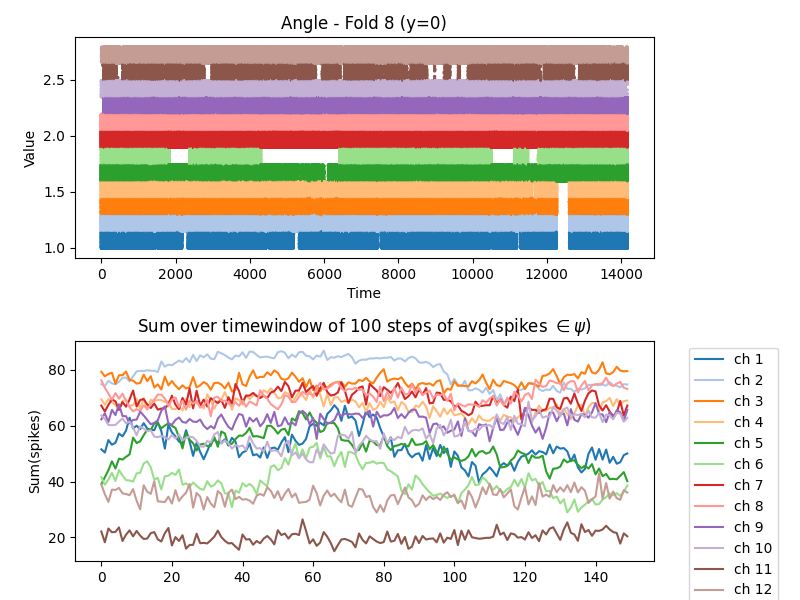 Angle - Fold 8 (y=0)
Value
2.5
2.0
1.5
1.0
0 2000 4000 6000 8000 10000 12000 14000
Time
Sum over timewindow of 100 steps of avg(spikes ∈ ψ)
Sum(spikes)
80
60
40
20
0 20 40 60 80 100 120 140
ch 1
ch 2
ch 3
ch 4
ch 5
ch 6
ch 7
ch 8
ch 9
ch 10
ch 11
ch 12